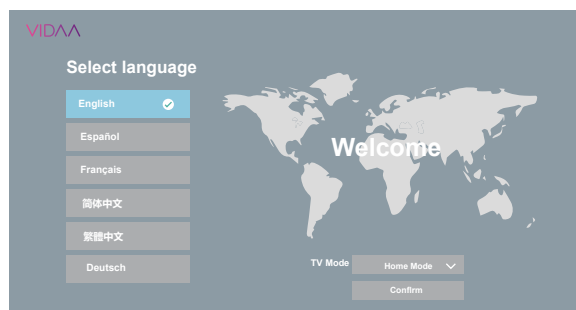 VIDAA
Select language
English
Español
Français
简体中文
繁體中文
Deutsch
Welcome
TV Mode
Home Mode
Confirm